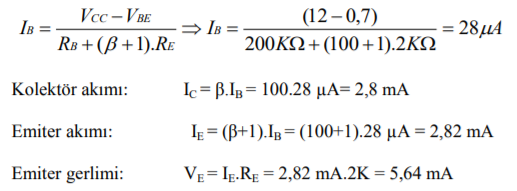 I_B = (V_CC − V_BE) / (R_B + (β + 1).R_E) ⇒ I_B = (12 − 0,7) / (200KΩ + (100 + 1).2KΩ) = 28μA
Kolektör akımı: I_C = β.I_B = 100.28 μA= 2,8 mA
Emiter akımı: I_E = (β+1).I_B = (100+1).28 μA = 2,82 mA
Emiter gerlimi: V_E = I_E.R_E = 2,82 mA.2K = 5,64 mA